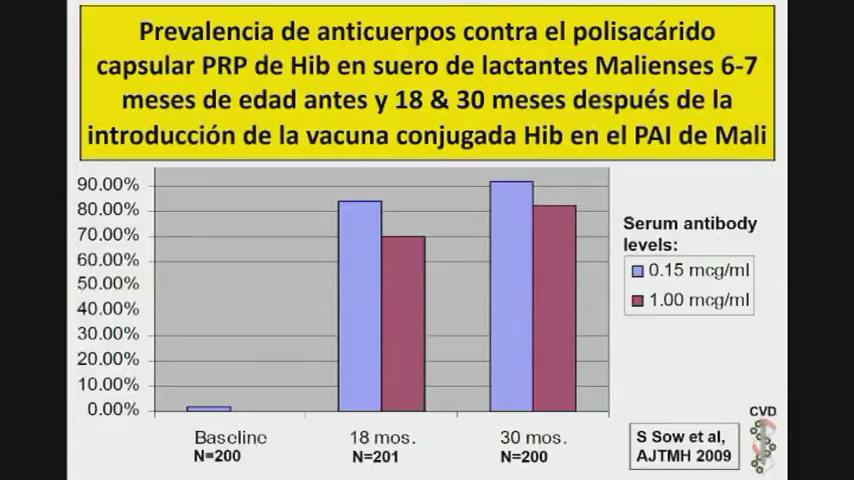 Prevalencia de anticuerpos contra el polisacárido
capsular PRP de Hib en suero de lactantes Malienses 6-7
meses de edad antes y 18 & 30 meses después de la
introducción de la vacuna conjugada Hib en el PAI de Mali
90.00%
80.00%
70.00%
60.00%
50.00%
40.00%
30.00%
20.00%
10.00%
0.00%
Baseline
N=200
18 mos.
N=201
30 mos.
N=200
Serum antibody
levels:
0.15 mcg/ml
1.00 mcg/ml
S Sow et al,
AJTMH 2009
CVD